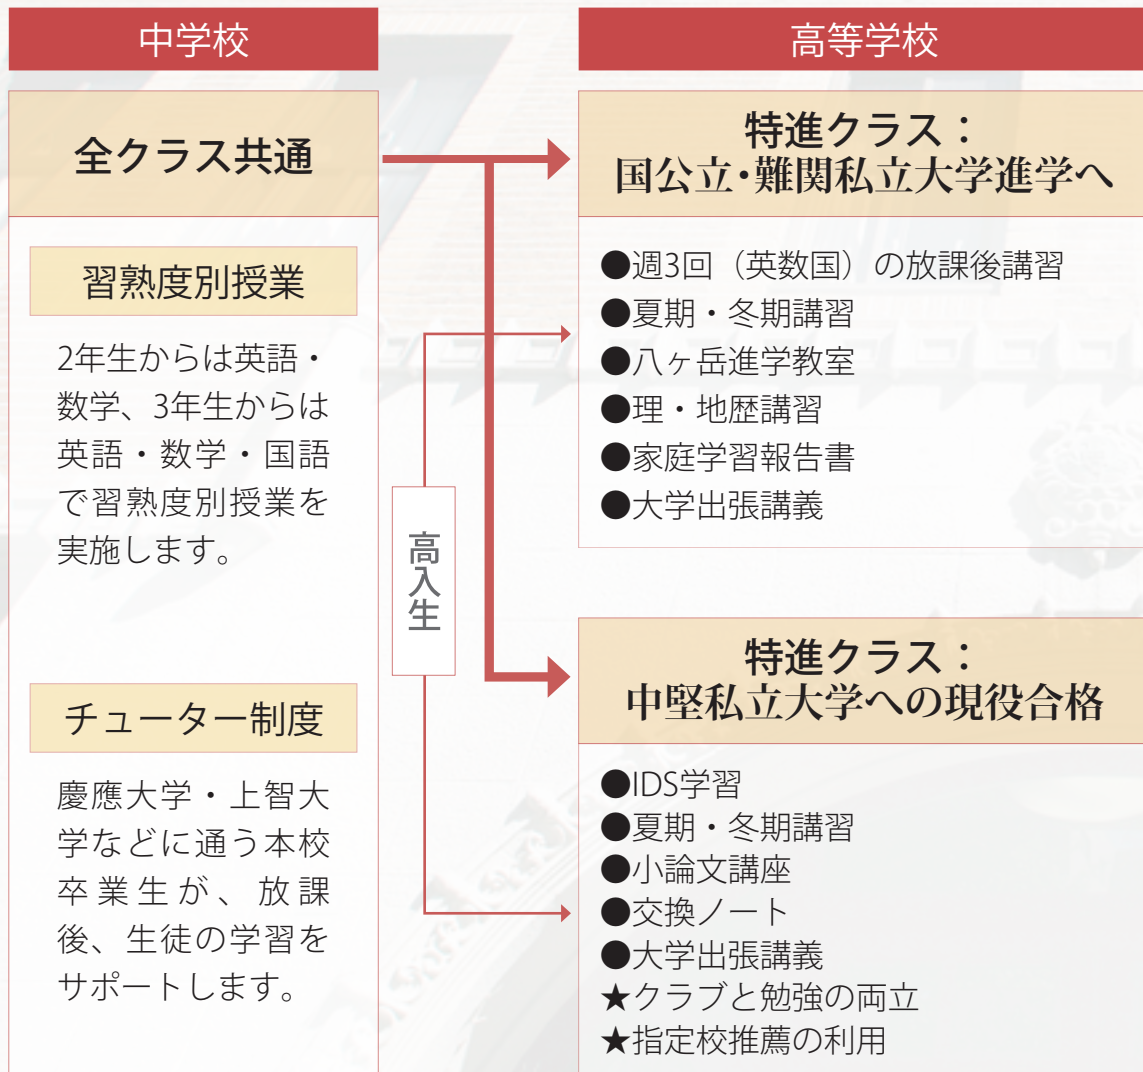 中学校
全クラス共通
習熟度別授業
2年生からは英語・
数学、3年生からは
英語・数学・国語
で習熟度別授業を
実施します。
チューター制度
慶應大学・上智大
学などに通う本校
卒業生が、放課
後、生徒の学習を
サポートします。
高入生
高等学校
特進クラス：
国公立・難関私立大学進学へ
●週3回（英数国）の放課後講習
●夏期・冬期講習
●八ヶ岳進学教室
●理・地歴講習
●家庭学習報告書
●大学出張講義
特進クラス：
中堅私立大学への現役合格
●IDS学習
●夏期・冬期講習
●小論文講座
●交換ノート
●大学出張講義
★クラブと勉強の両立
★指定校推薦の利用